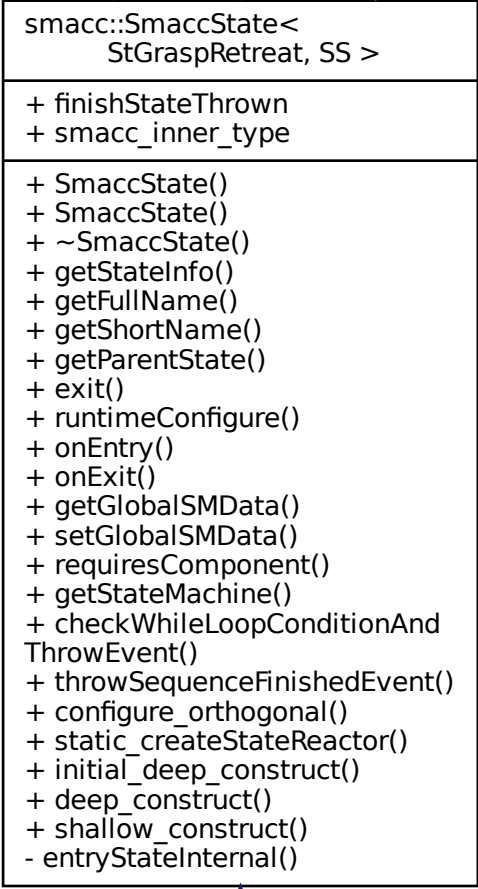 smacc::SmaccState<
StGraspRetreat, SS >
+ finishStateThrown
+ smacc_inner_type
+ SmaccState()
+ SmaccState()
+ ~SmaccState()
+ getStateInfo()
+ getFullName()
+ getShortName()
+ getParentState()
+ exit()
+ runtimeConfigure()
+ onEntry()
+ onExit()
+ getGlobalSMData()
+ setGlobalSMData()
+ requiresComponent()
+ getStateMachine()
+ checkWhileLoopConditionAnd
ThrowEvent()
+ throwSequenceFinishedEvent()
+ configure_orthogonal()
+ static_createStateReactor()
+ initial_deep_construct()
+ deep_construct()
+ shallow_construct()
- entryStateInternal()